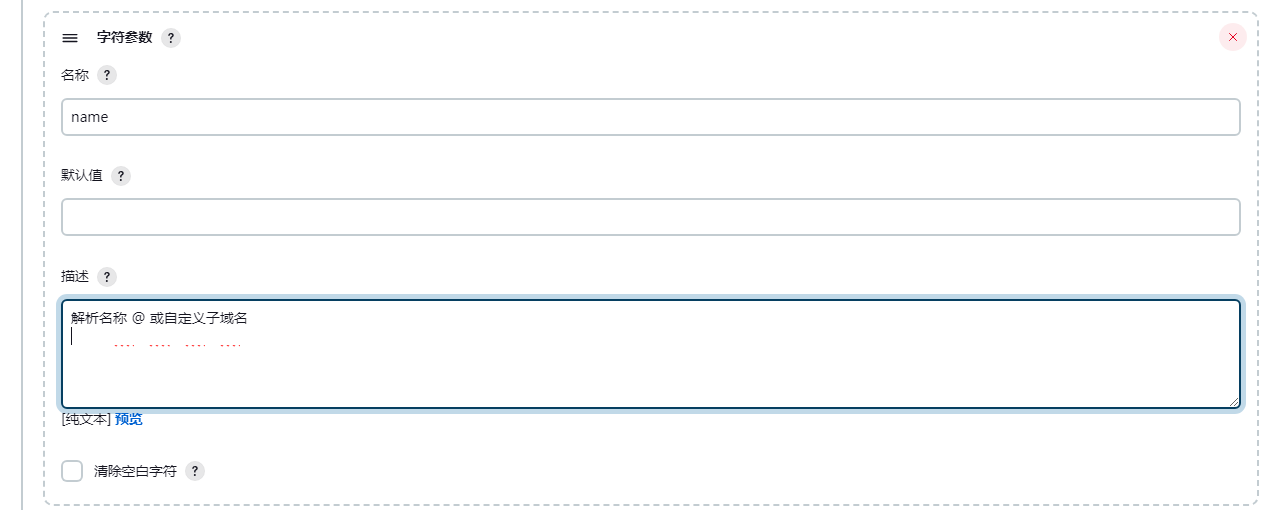 字符参数 ?
名称 ?
name
默认值 ?
描述 ?
解析名称 @ 或自定义子域名
[纯文本] 预览
清除空白字符 ?